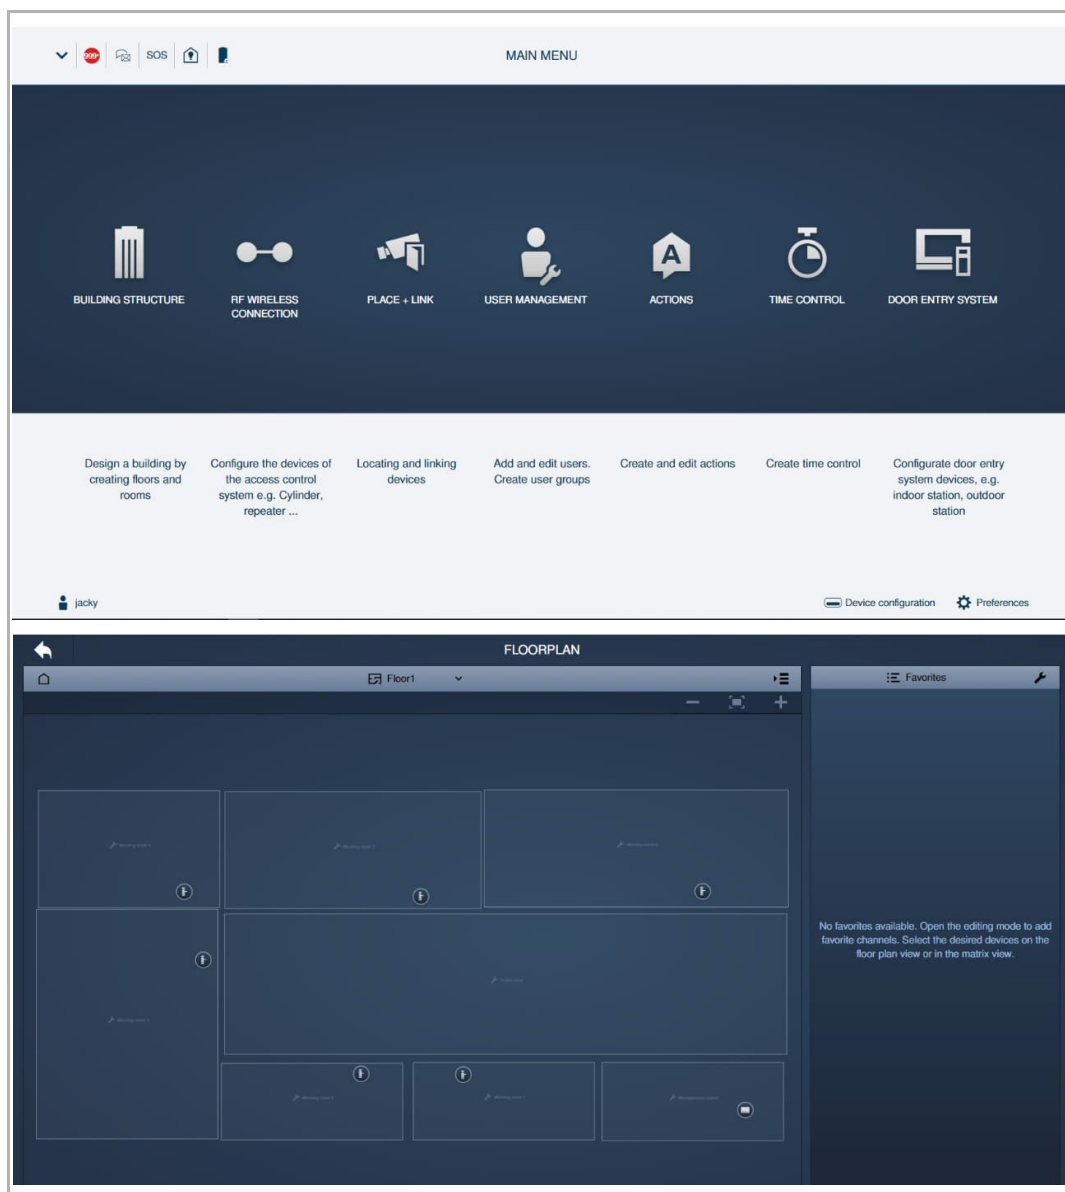 999+
SOS
MAIN MENU
BUILDING STRUCTURE
RF WIRELESS
CONNECTION
PLACE + LINK
USER MANAGEMENT
ACTIONS
TIME CONTROL
DOOR ENTRY SYSTEM
Design a building by
creating floors and
rooms
Configure the devices of
the access control
system e.g. Cylinder,
repeater ...
Locating and linking
devices
Add and edit users.
Create user groups
Create and edit actions
Create time control
Configurate door entry
system devices, e.g.
indoor station, outdoor
station
jacky
Device configuration
Preferences
FLOORPLAN
Floor1
Favorites
No favorites available. Open the editing mode to add
favorite channels. Select the desired devices on the
floor plan view or in the matrix view.